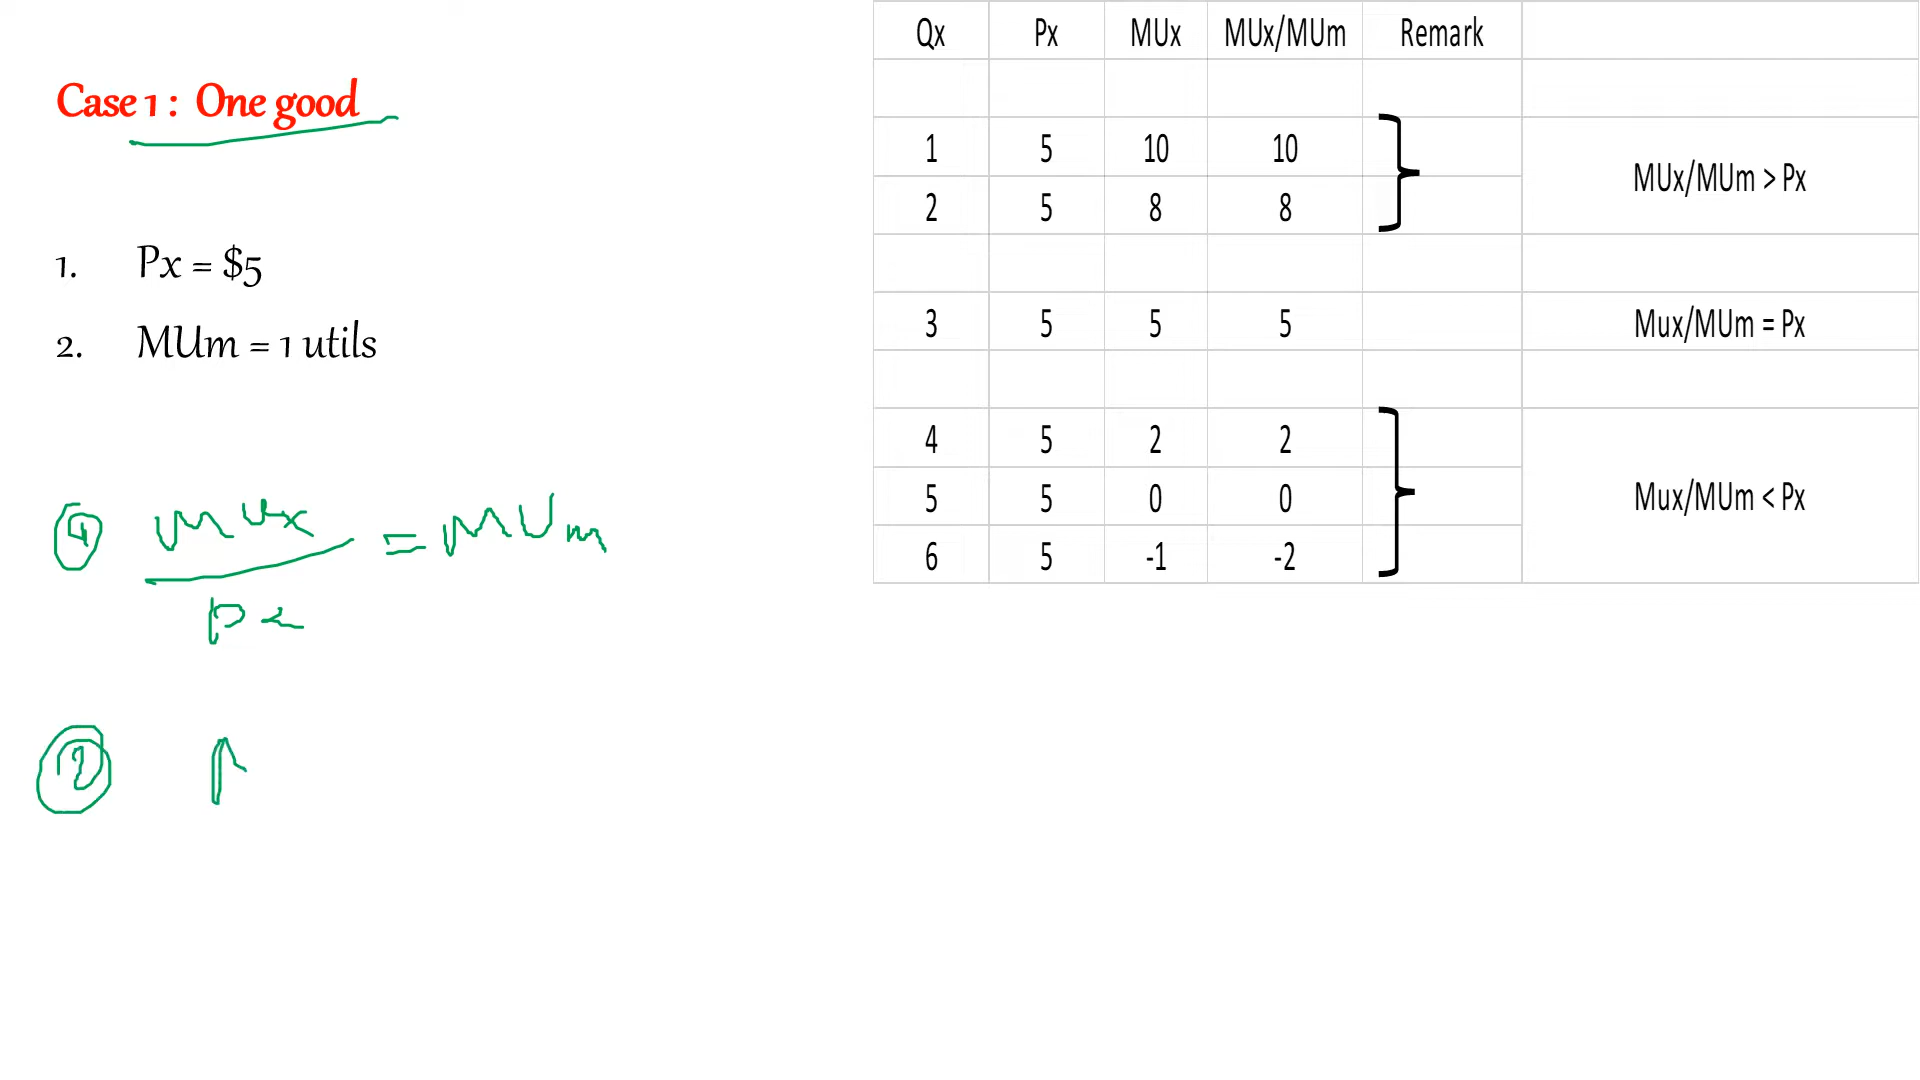 Case 1 : One good
1. Px = $5
2. MUm = 1 utils
MUx
= MUm
Px
Qx Px MUx MUx/MUm Remark
1 5 10 10
MUx/MUm > Px
2 5 8 8
3 5 5 5 Mux/MUm = Px
4 5 2 2
5 5 0 0 Mux/MUm < Px
6 5 -1 -2